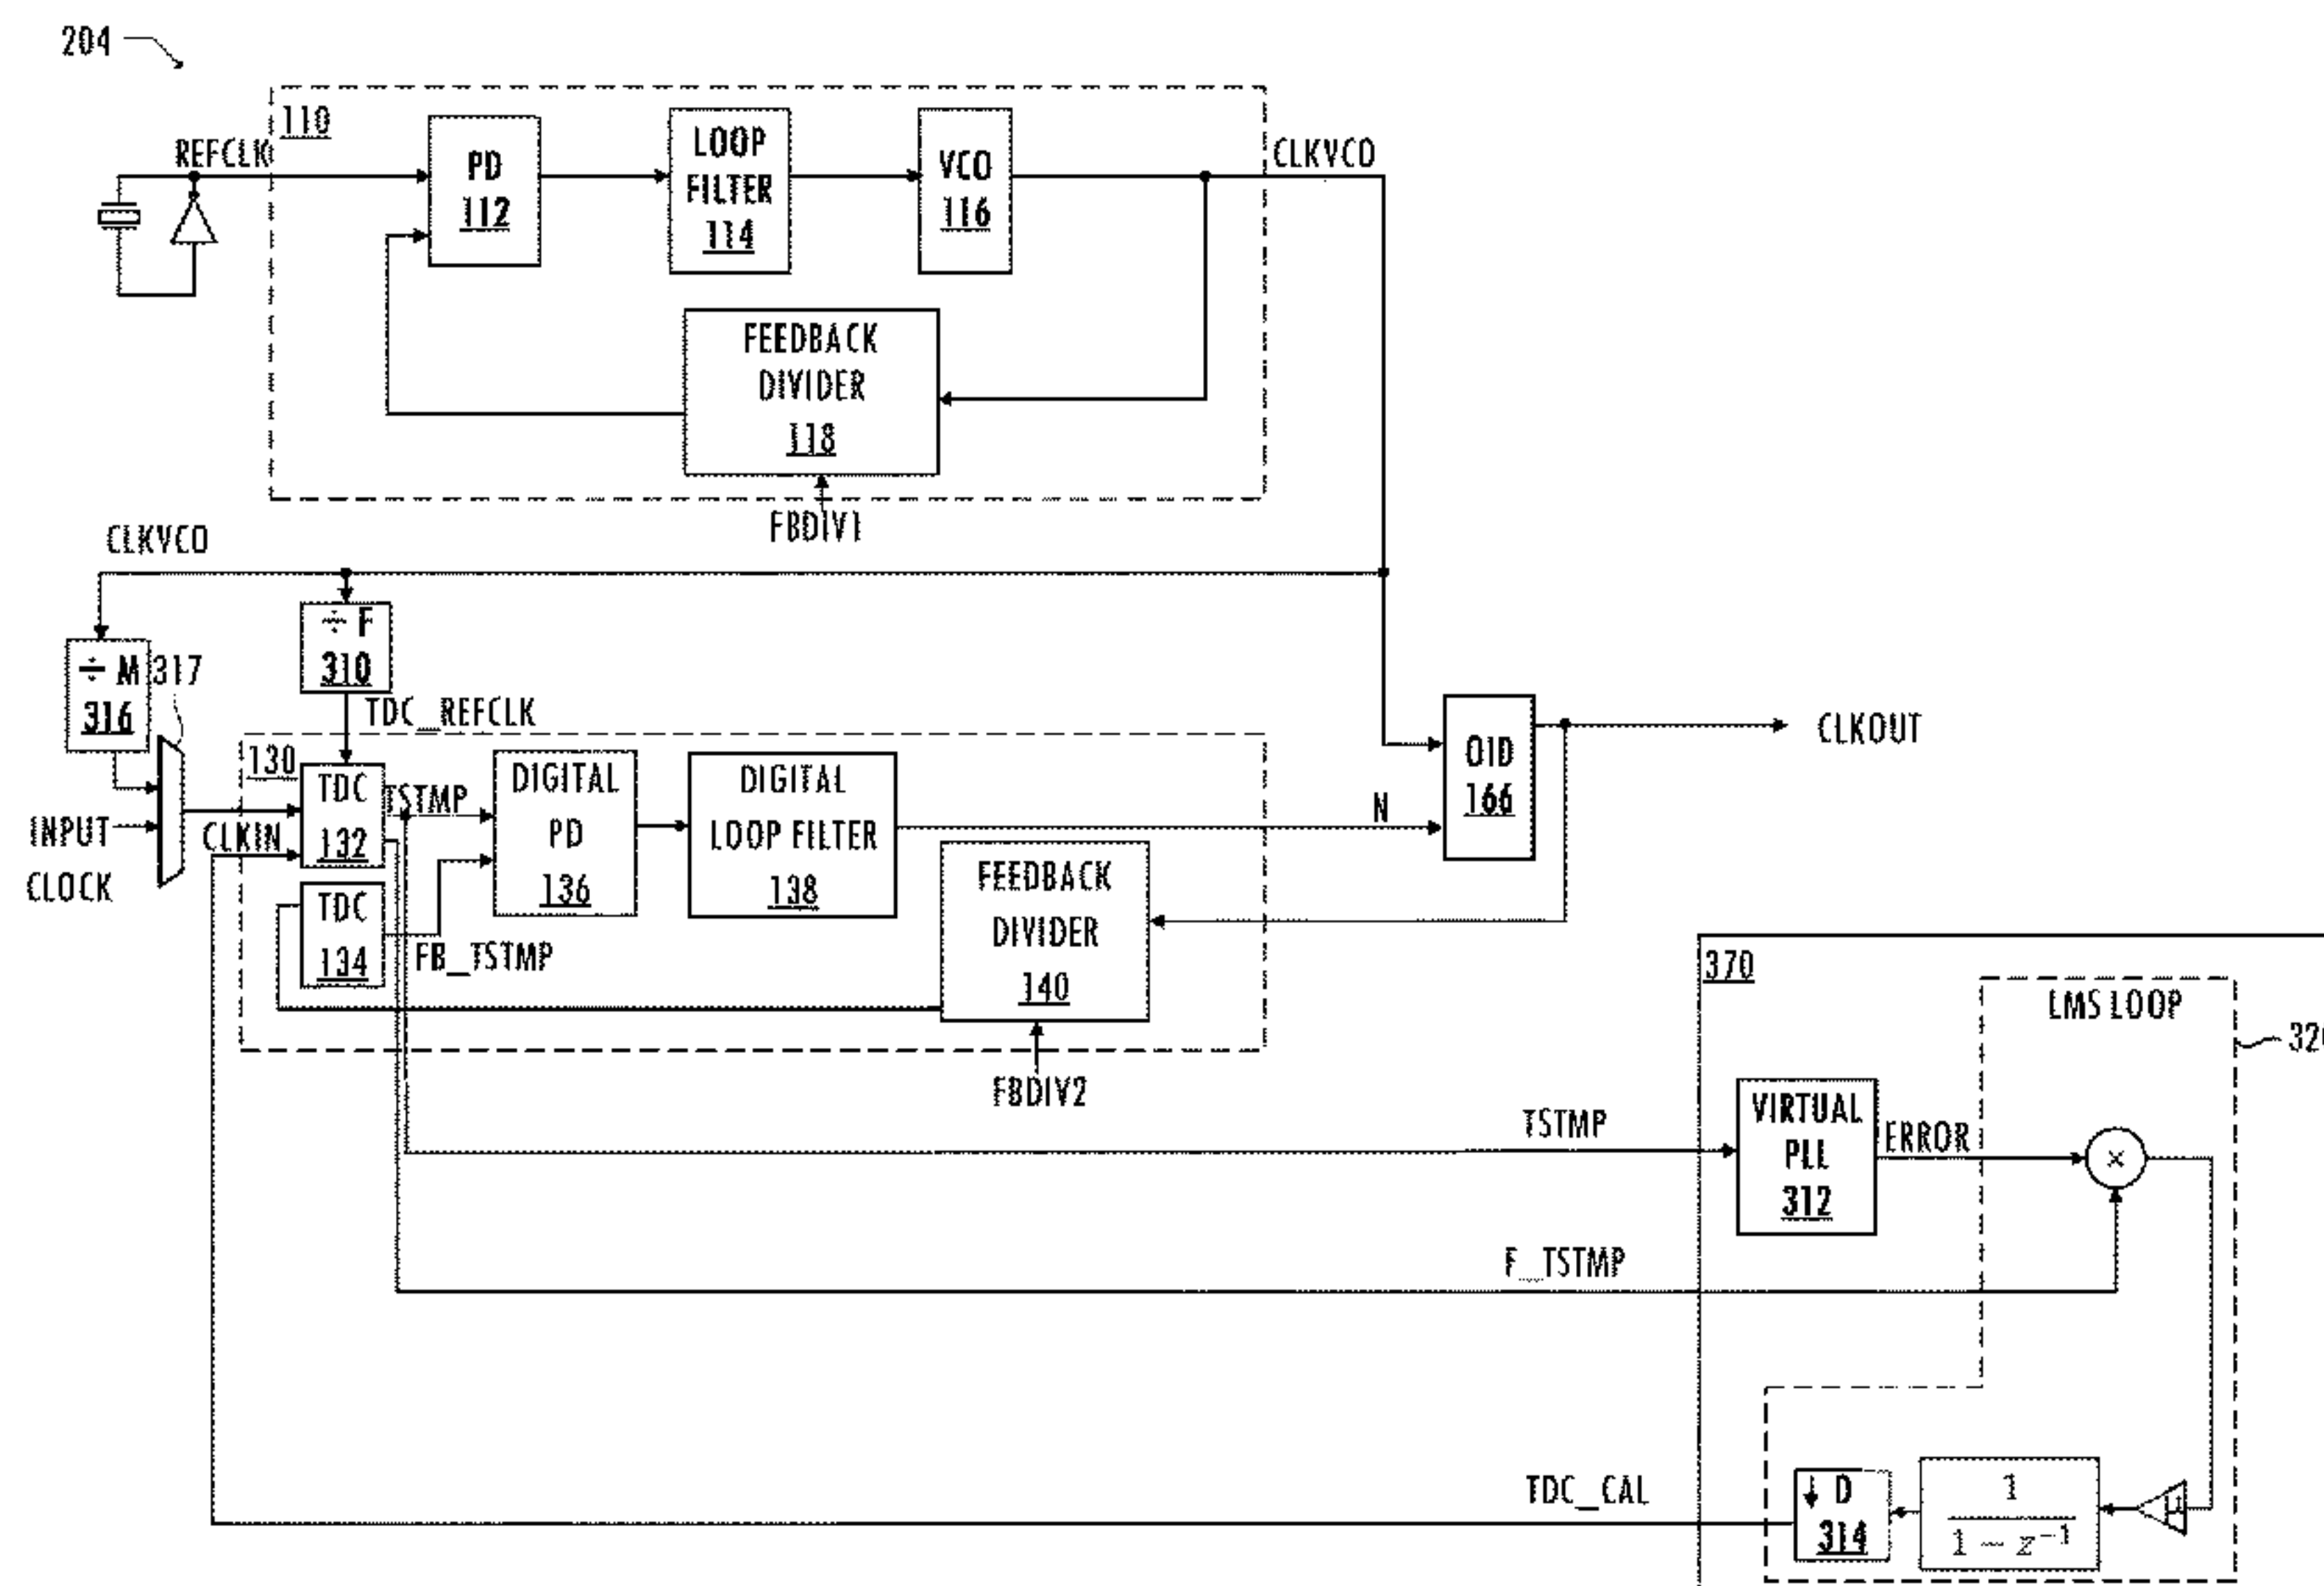 204
110
REFCLK
PD
112
LOOP
FILTER
114
VCO
116
CLKVCO
FEEDBACK
DIVIDER
118
FBDIV1
CLKVCO
÷ M
316
317
÷ F
310
TDC_REFCLK
130
TDC
132
TSTMP
DIGITAL
PD
136
DIGITAL
LOOP FILTER
138
N
OID
166
CLKOUT
INPUT
CLOCK
CLKIN
TDC
134
FB_TSTMP
FEEDBACK
DIVIDER
140
FBDIV2
370
LMS LOOP
TSTMP
VIRTUAL
PLL
312
ERROR
×
F_TSTMP
TDC_CAL
↓ D
314
1
1 − z⁻¹
μ